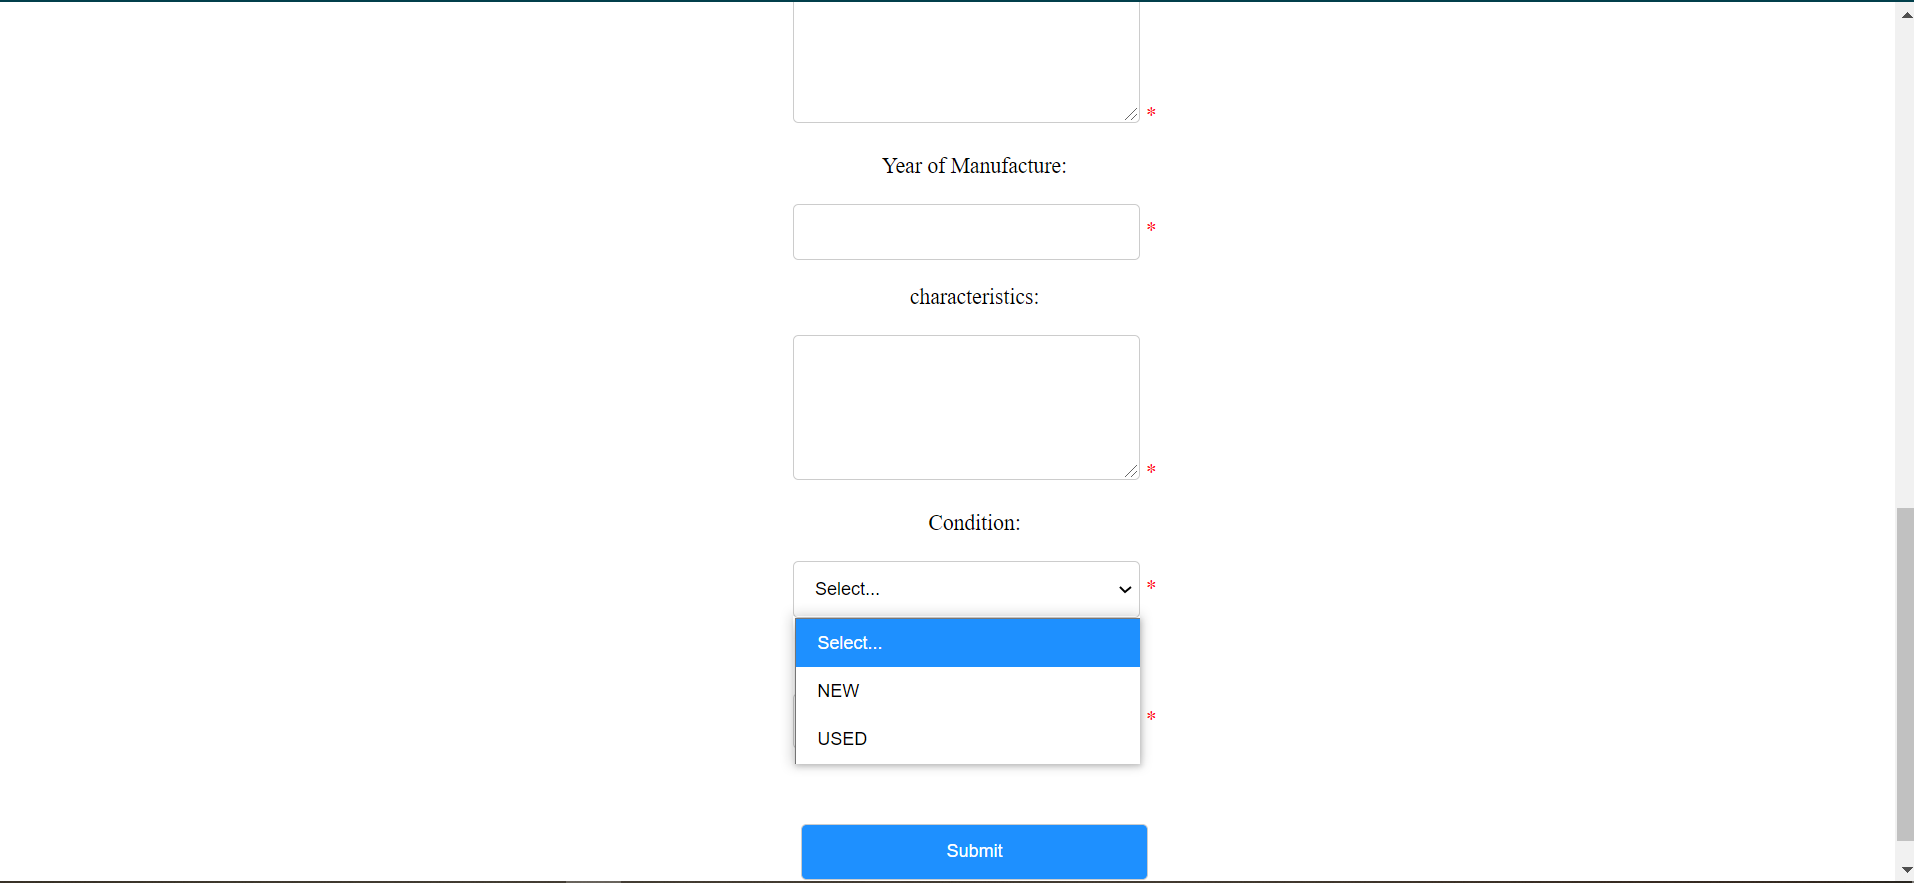 *
Year of Manufacture:
*
characteristics:
*
Condition:
Select...
*
Select...
NEW
USED
*
Submit